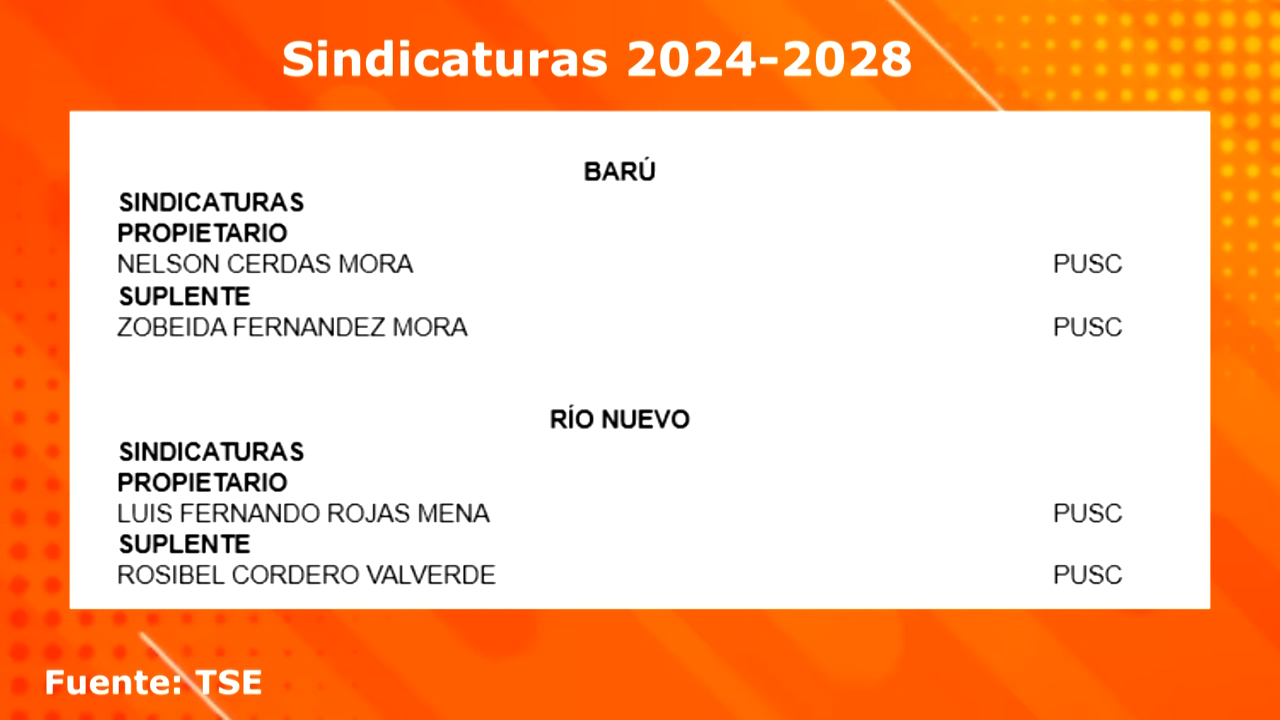 Sindicaturas 2024-2028
BARÚ
SINDICATURAS
PROPIETARIO
NELSON CERDAS MORA PUSC
SUPLENTE
ZOBEIDA FERNANDEZ MORA PUSC
RÍO NUEVO
SINDICATURAS
PROPIETARIO
LUIS FERNANDO ROJAS MENA PUSC
SUPLENTE
ROSIBEL CORDERO VALVERDE PUSC
Fuente: TSE